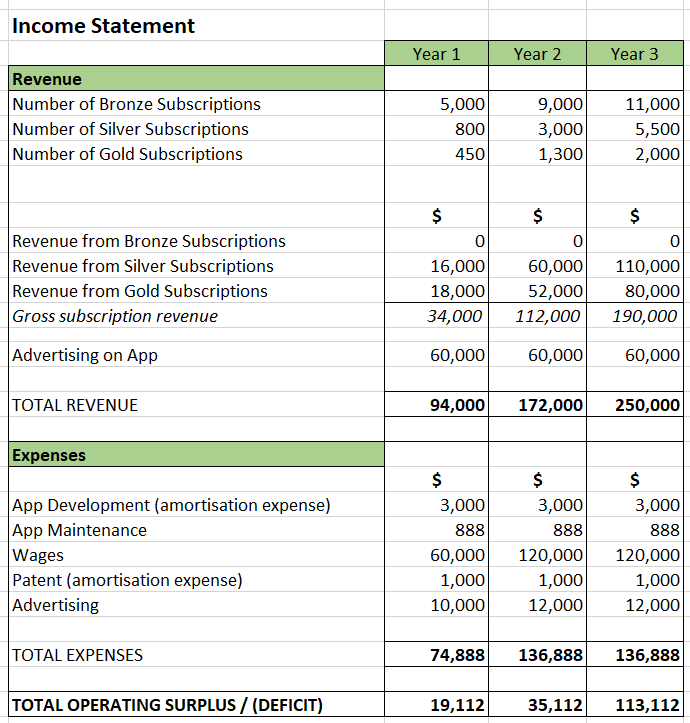 Income Statement
Year 1 Year 2 Year 3
Revenue
Number of Bronze Subscriptions 5,000 9,000 11,000
Number of Silver Subscriptions 800 3,000 5,500
Number of Gold Subscriptions 450 1,300 2,000
$ $ $
Revenue from Bronze Subscriptions 0 0 0
Revenue from Silver Subscriptions 16,000 60,000 110,000
Revenue from Gold Subscriptions 18,000 52,000 80,000
Gross subscription revenue 34,000 112,000 190,000
Advertising on App 60,000 60,000 60,000
TOTAL REVENUE 94,000 172,000 250,000
Expenses
$ $ $
App Development (amortisation expense) 3,000 3,000 3,000
App Maintenance 888 888 888
Wages 60,000 120,000 120,000
Patent (amortisation expense) 1,000 1,000 1,000
Advertising 10,000 12,000 12,000
TOTAL EXPENSES 74,888 136,888 136,888
TOTAL OPERATING SURPLUS / (DEFICIT) 19,112 35,112 113,112